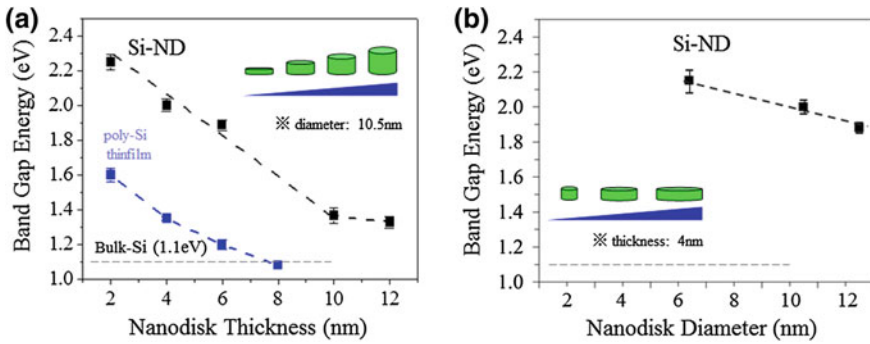 (a)
Band Gap Energy (eV)
2.4
2.2
2.0
1.8
1.6
1.4
1.2
1.0
Si-ND
※ diameter: 10.5nm
poly-Si
thinfilm
Bulk-Si (1.1eV)
2 4 6 8 10 12
Nanodisk Thickness (nm)
(b)
Band Gap Energy (eV)
2.4
2.2
2.0
1.8
1.6
1.4
1.2
1.0
Si-ND
※ thickness: 4nm
2 4 6 8 10 12
Nanodisk Diameter (nm)